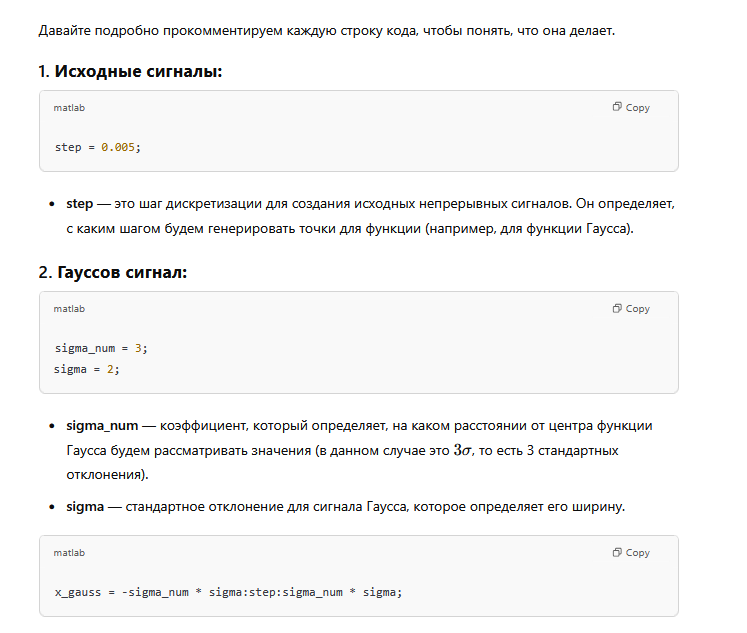 Давайте подробно прокомментируем каждую строку кода, чтобы понять, что она делает.
1. Исходные сигналы:
matlab
Copy
step = 0.005;
• step — это шаг дискретизации для создания исходных непрерывных сигналов. Он определяет,
с каким шагом будем генерировать точки для функции (например, для функции Гаусса).
2. Гауссов сигнал:
matlab
Copy
sigma_num = 3;
sigma = 2;
• sigma_num — коэффициент, который определяет, на каком расстоянии от центра функции
Гаусса будем рассматривать значения (в данном случае это 3σ, то есть 3 стандартных
отклонения).
• sigma — стандартное отклонение для сигнала Гаусса, которое определяет его ширину.
matlab
Copy
x_gauss = -sigma_num * sigma:step:sigma_num * sigma;